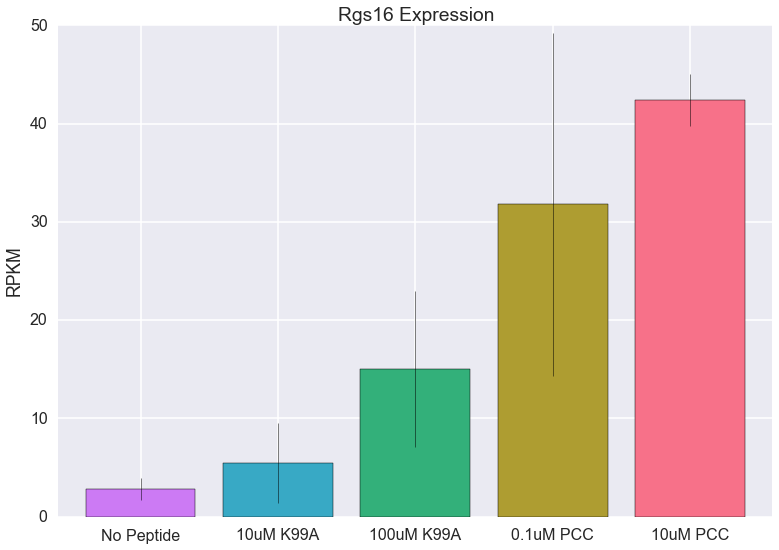 Rgs16 Expression
RPKM
50
40
30
20
10
0
No Peptide
10uM K99A
100uM K99A
0.1uM PCC
10uM PCC